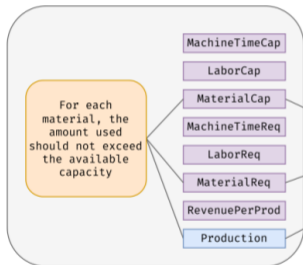 MachineTimeCap
LaborCap
MaterialCap
MachineTimeReq
LaborReq
MaterialReq
RevenuePerProd
Production
For each
material, the
amount used
should not exceed
the available
capacity